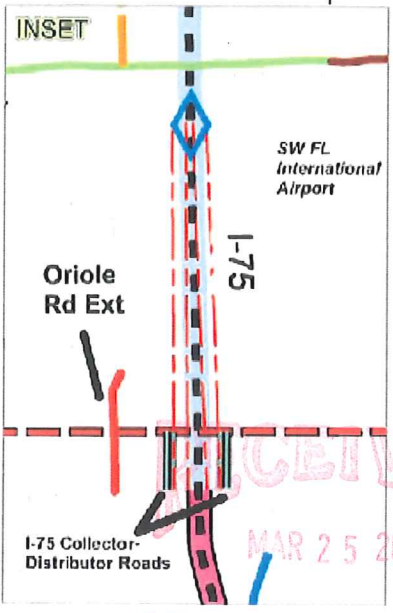 INSET
SW FL
International
Airport
I-75
Oriole
Rd Ext
I-75 Collector-
Distributor Roads
MAR 25